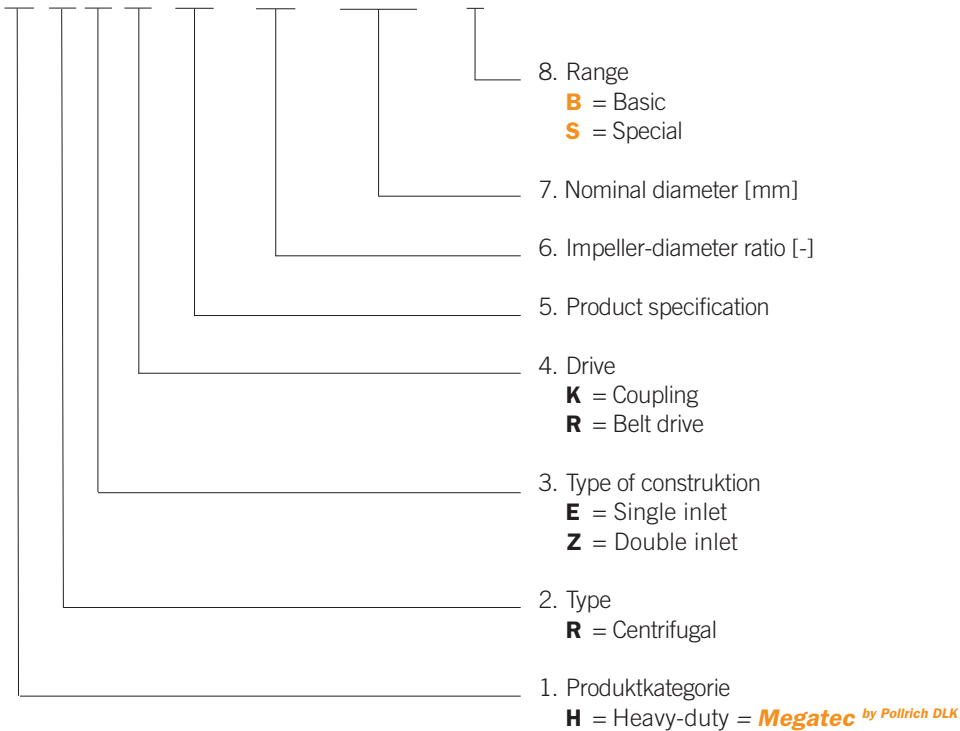 8. Range
B = Basic
S = Special
7. Nominal diameter [mm]
6. Impeller-diameter ratio [-]
5. Product specification
4. Drive
K = Coupling
R = Belt drive
3. Type of construktion
E = Single inlet
Z = Double inlet
2. Type
R = Centrifugal
1. Produktkategorie
H = Heavy-duty = Megatec by Pollrich DLK